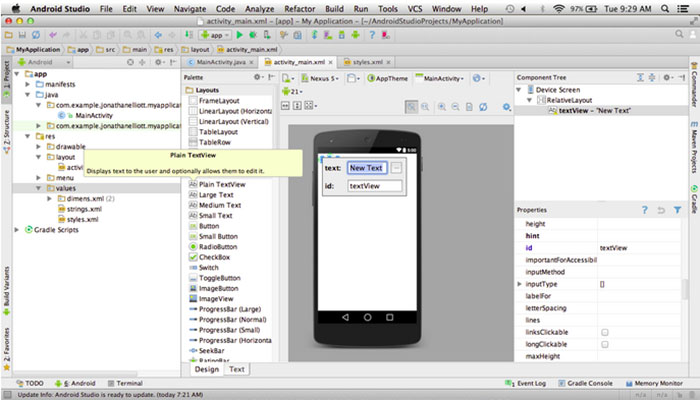 Android Studio File Edit View Navigate Code Analyze Refactor Build Run Tools VCS 97% Tue 9:29 AM
activity_main.xml - [app] - My Application - [~/AndroidStudioProjects/MyApplication]
app
MyApplication app src main res layout activity_main.xml
Android
MainActivity.java activity_main.xml styles.xml
1: Project
Z: Structure
Build Variants
2: Favorites
app
manifests
java
com.example.jonathanelliott.myapplication
MainActivity
com.example.jonathanelliott.myapplicat
res
drawable
layout
activi
menu
values
dimens.xml (2)
strings.xml
styles.xml
Gradle Scripts
Palette
Layouts
FrameLayout
LinearLayout (Horizonta
LinearLayout (Vertical)
TableLayout
TableRow
Plain TextView
Displays text to the user and optionally allows them to edit it.
Plain TextView
Large Text
Medium Text
Small Text
Button
Small Button
RadioButton
CheckBox
Switch
ToggleButton
ImageButton
ImageView
ProgressBar (Large)
ProgressBar (Normal)
ProgressBar (Small)
ProgressBar (Horizonta
SeekBar
RatingBar
Design Text
Nexus 5 AppTheme MainActivity
21
5:00
text: New Text ...
id: textView
Component Tree
Device Screen
RelativeLayout
textView - "New Text"
Properties
height
hint
id textView
importantForAccessibil
inputMethod
inputType []
labelFor
letterSpacing
lines
linksClickable
longClickable
maxHeight
Commander
Maven Projects
Gradle
TODO 6: Android Terminal Event Log Gradle Console Memory Monitor
Update Info: Android Studio is ready to update. (today 7:21 AM) n/a n/a